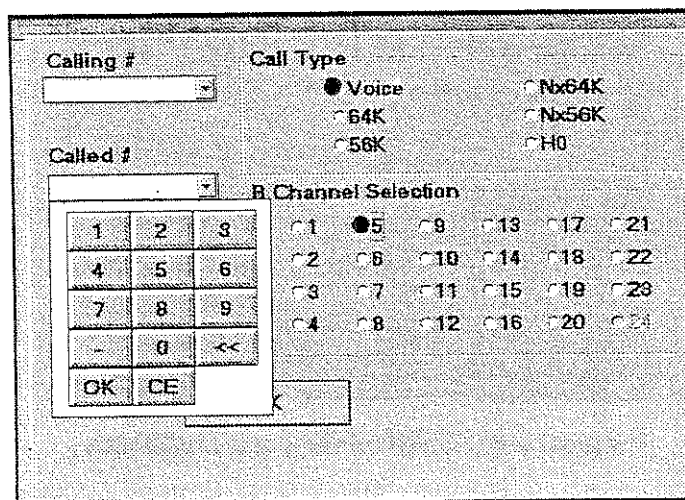 Calling #
Call Type
Voice
Nx64K
64K
Nx56K
56K
H0
Called #
B Channel Selection
1 2 3
4 5 6
7 8 9
- 0 <<
OK CE
1 5 9 13 17 21
2 6 10 14 18 22
3 7 11 15 19 23
4 8 12 16 20 24
K